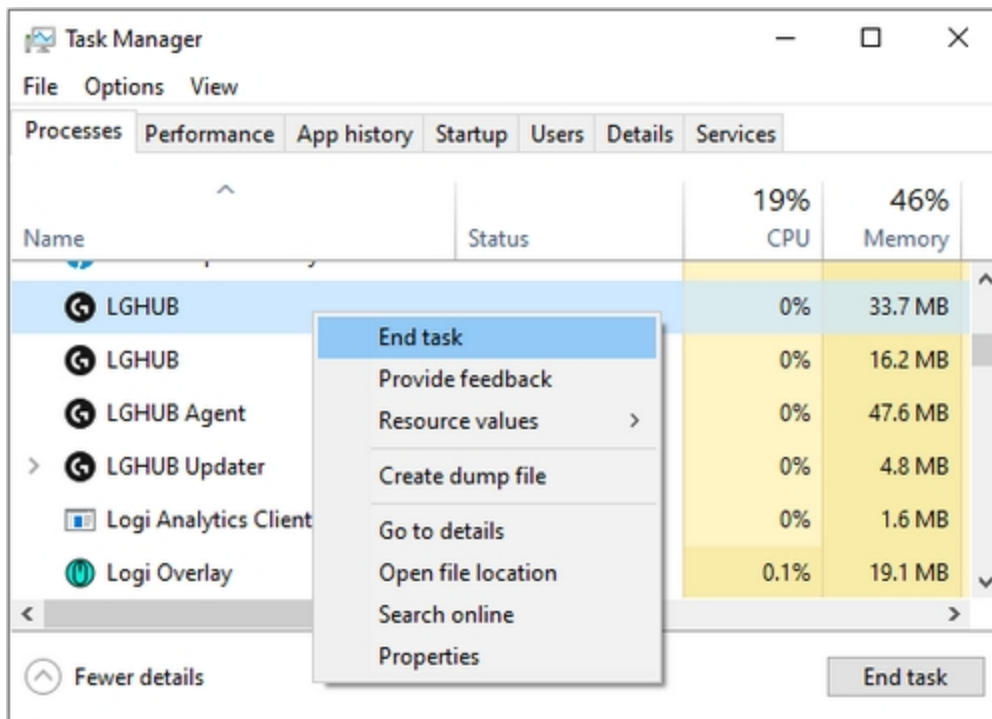 Task Manager
File Options View
Processes Performance App history Startup Users Details Services
19% 46%
Name Status CPU Memory
LGHUB 0% 33.7 MB
End task
LGHUB 0% 16.2 MB
Provide feedback
LGHUB Agent 0% 47.6 MB
Resource values
LGHUB Updater 0% 4.8 MB
Create dump file
Logi Analytics Client 0% 1.6 MB
Go to details
Logi Overlay 0.1% 19.1 MB
Open file location
Search online
Properties
Fewer details End task